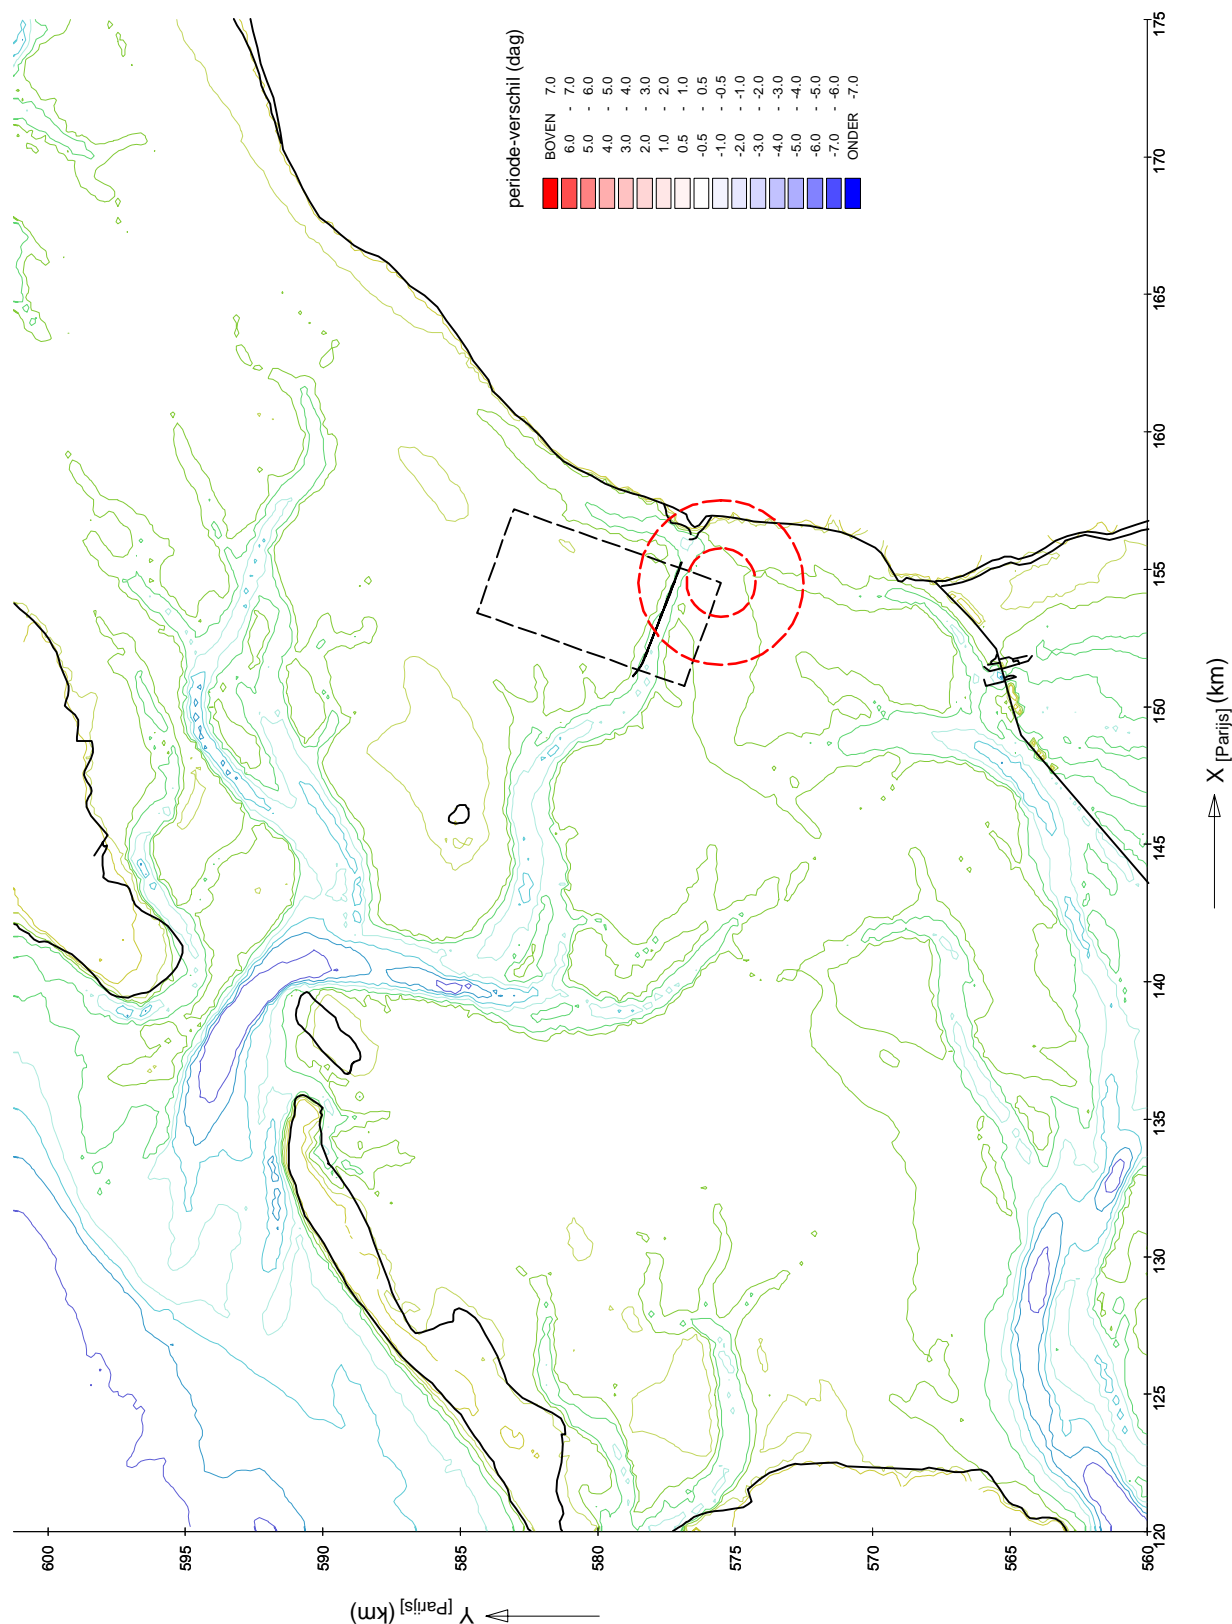 periode-verschil (dag)
BOVEN 7.0
6.0 - 7.0
5.0 - 6.0
4.0 - 5.0
3.0 - 4.0
2.0 - 3.0
1.0 - 2.0
0.5 - 1.0
-0.5 - 0.5
-1.0 - -0.5
-2.0 - -1.0
-3.0 - -2.0
-4.0 - -3.0
-5.0 - -4.0
-6.0 - -5.0
-7.0 - -6.0
ONDER -7.0
600
595
590
585
580
575
570
565
560
Y [Parijs] (km)
120
125
130
135
140
145
150
155
160
165
170
175
X [Parijs] (km)